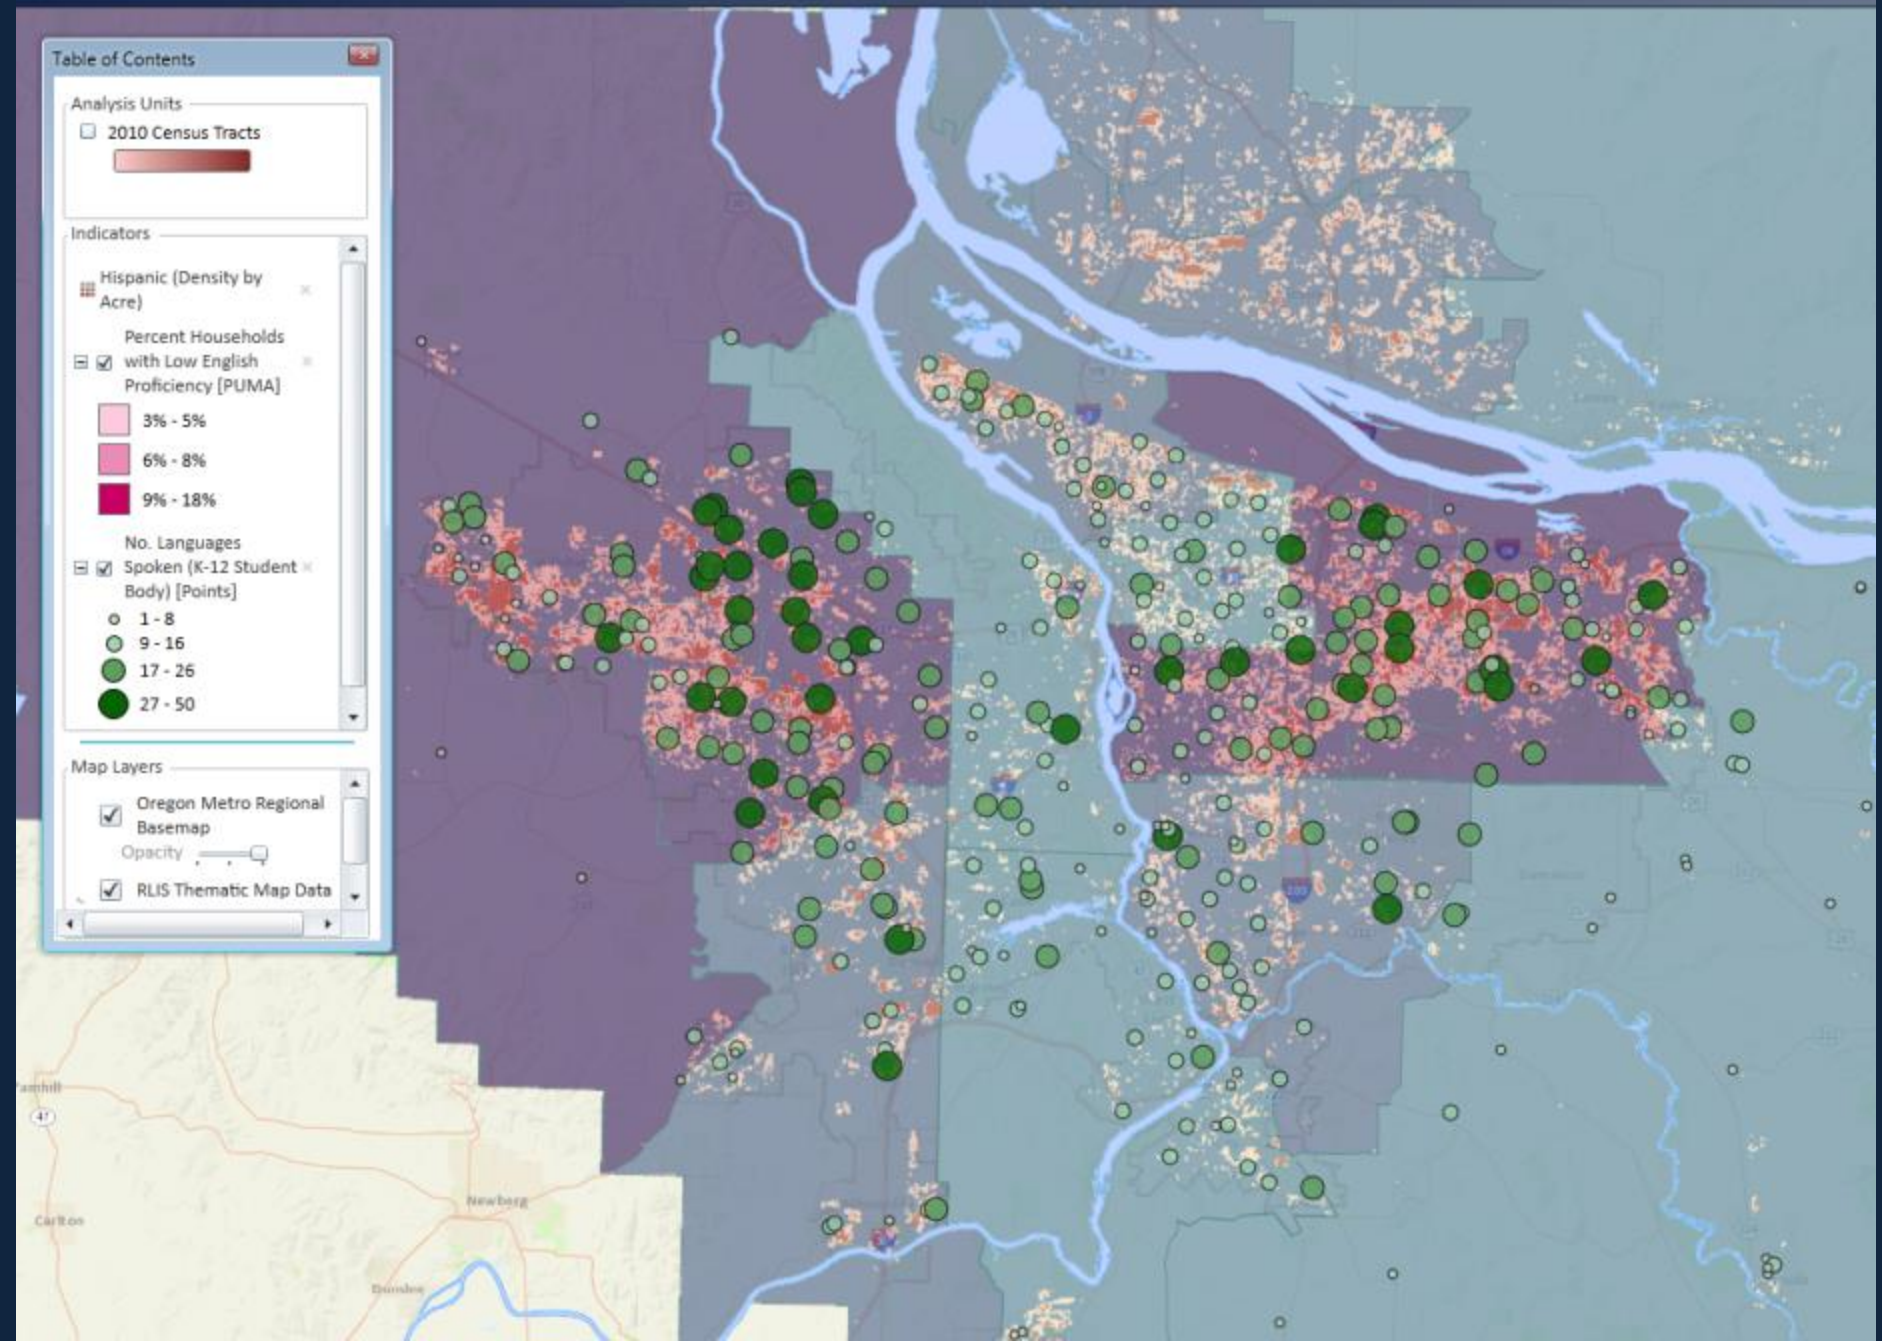 Table of Contents
Analysis Units
2010 Census Tracts
Indicators
Hispanic (Density by
Acre)
Percent Households
with Low English
Proficiency [PUMA]
3% - 5%
6% - 8%
9% - 18%
No. Languages
Spoken (K-12 Student
Body) [Points]
1 - 8
9 - 16
17 - 26
27 - 50
Map Layers
Oregon Metro Regional
Basemap
Opacity
RLIS Thematic Map Data
Newberg
Carlton
Dundee